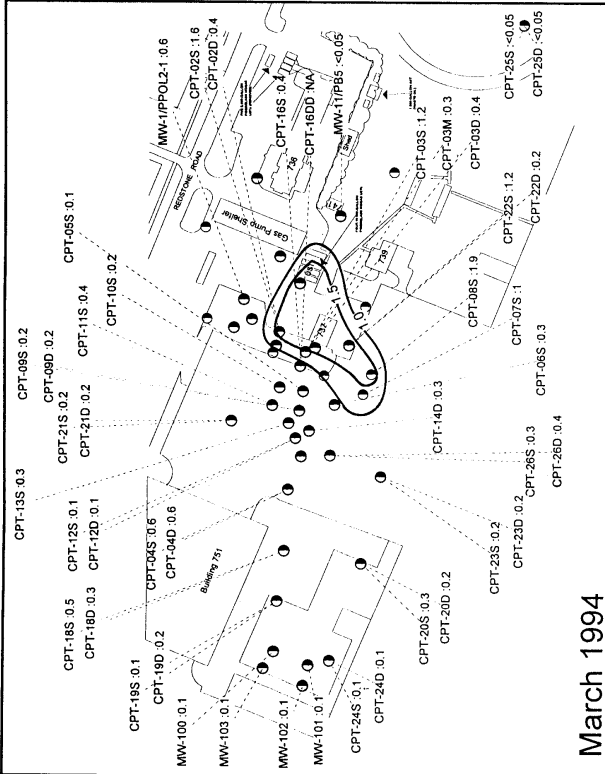 MW-1/PPOL2-1 :0.6
CPT-02S :1.6
CPT-02D :0.4
CPT-16S :0.4
CPT-16DD :NA
MW-11/PB5 :<0.05
CPT-25S :<0.05
CPT-25D :<0.05
CPT-03S :1.2
CPT-03M :0.3
CPT-03D :0.4
CPT-22S :1.2
CPT-22D :0.2
CPT-08S :1.9
CPT-07S :1
CPT-06S :0.3
CPT-05S :0.1
CPT-10S :0.2
CPT-11S :0.4
CPT-09S :0.2
CPT-09D :0.2
CPT-21S :0.2
CPT-21D :0.2
CPT-13S :0.3
CPT-12S :0.1
CPT-12D :0.1
CPT-04S :0.6
CPT-04D :0.6
CPT-14D :0.3
CPT-26S :0.3
CPT-26D :0.4
CPT-23S :0.2
CPT-23D :0.2
CPT-18S :0.5
CPT-18D :0.3
CPT-19S :0.1
CPT-19D :0.2
CPT-20S :0.3
CPT-20D :0.2
MW-100 :0.1
MW-103 :0.1
MW-102 :0.1
MW-101 :0.1
CPT-24S :0.1
CPT-24D :0.1
REDSTONE ROAD
Gas Pump Shelter
Building 751
736
Shed
741
739
737
1.5
1.0
March 1994